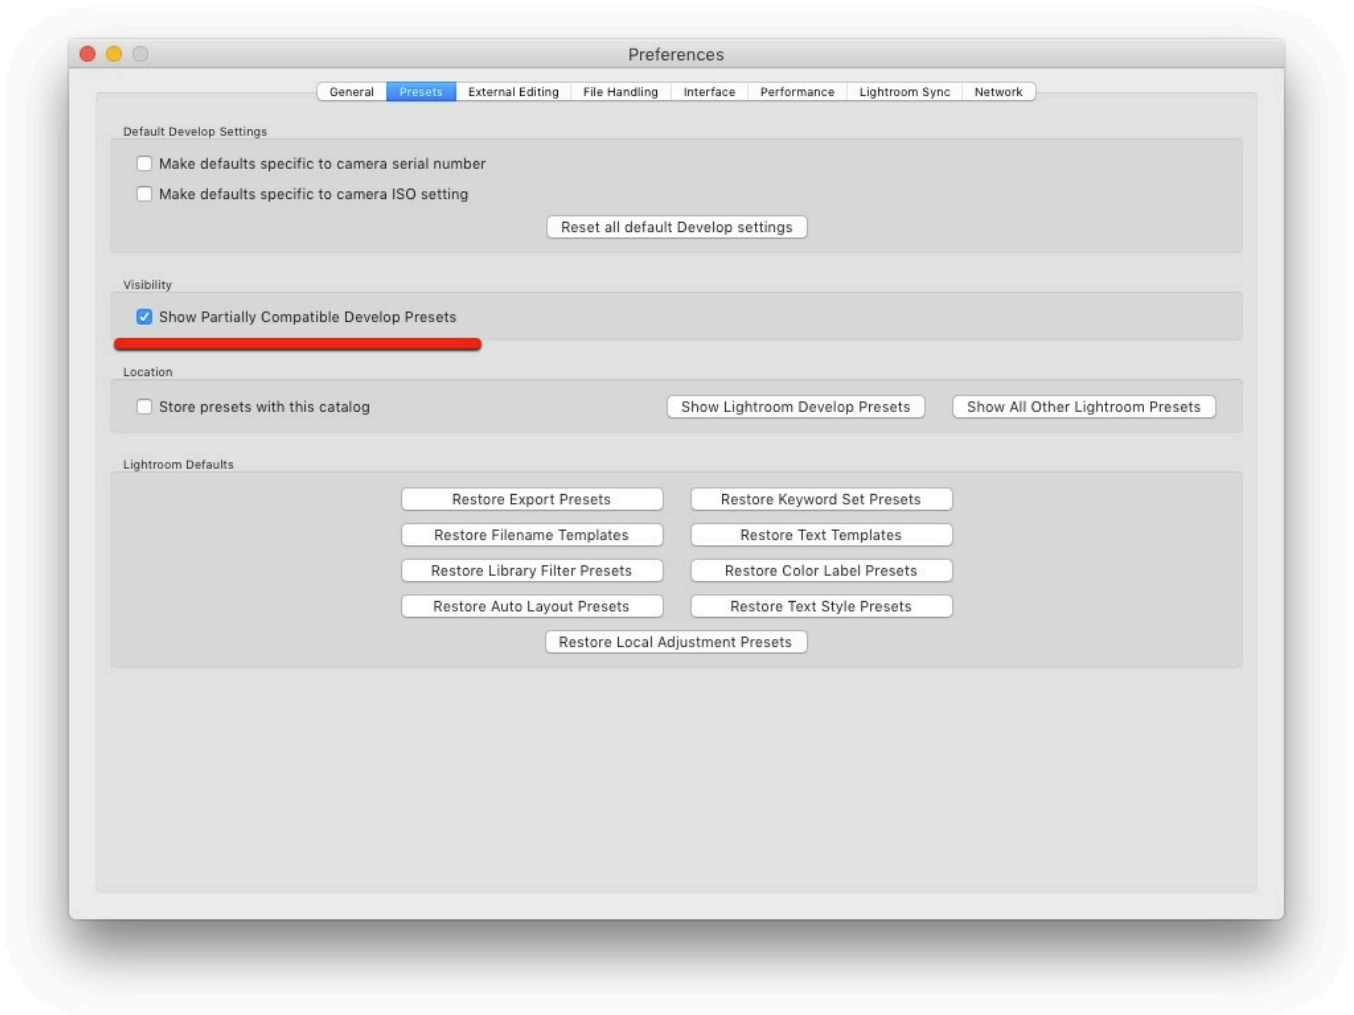 Preferences
General Presets External Editing File Handling Interface Performance Lightroom Sync Network
Default Develop Settings
Make defaults specific to camera serial number
Make defaults specific to camera ISO setting
Reset all default Develop settings
Visibility
Show Partially Compatible Develop Presets
Location
Store presets with this catalog Show Lightroom Develop Presets Show All Other Lightroom Presets
Lightroom Defaults
Restore Export Presets Restore Keyword Set Presets
Restore Filename Templates Restore Text Templates
Restore Library Filter Presets Restore Color Label Presets
Restore Auto Layout Presets Restore Text Style Presets
Restore Local Adjustment Presets